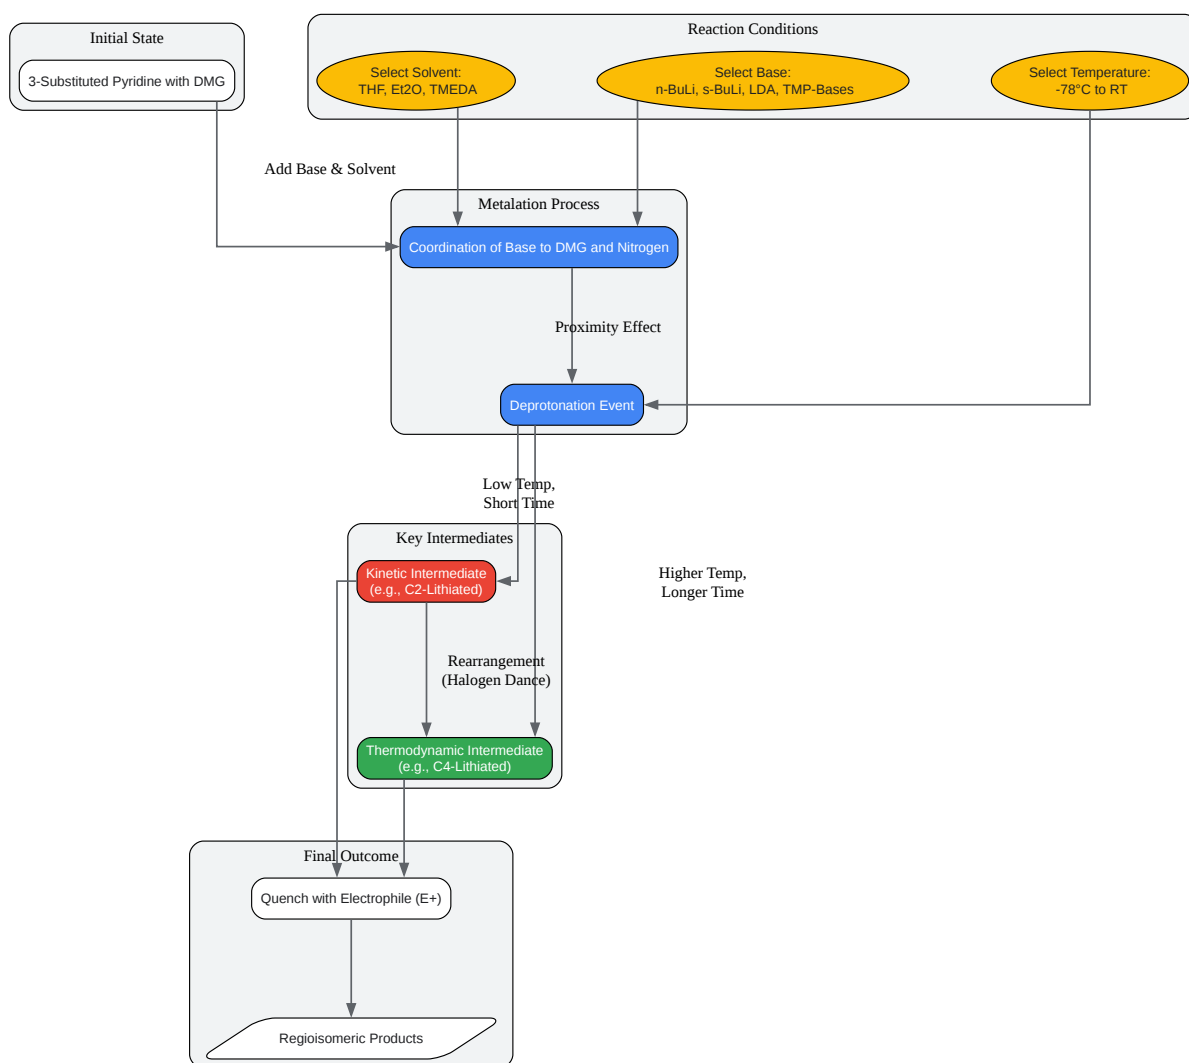 Initial State
3-Substituted Pyridine with DMG
Reaction Conditions
Select Solvent:
THF, Et2O, TMEDA
Select Base:
n-BuLi, s-BuLi, LDA, TMP-Bases
Select Temperature:
-78°C to RT
Add Base & Solvent
Metalation Process
Coordination of Base to DMG and Nitrogen
Proximity Effect
Deprotonation Event
Low Temp,
Short Time
Key Intermediates
Kinetic Intermediate
(e.g., C2-Lithiated)
Higher Temp,
Longer Time
Rearrangement
(Halogen Dance)
Thermodynamic Intermediate
(e.g., C4-Lithiated)
Final Outcome
Quench with Electrophile (E+)
Regioisomeric Products